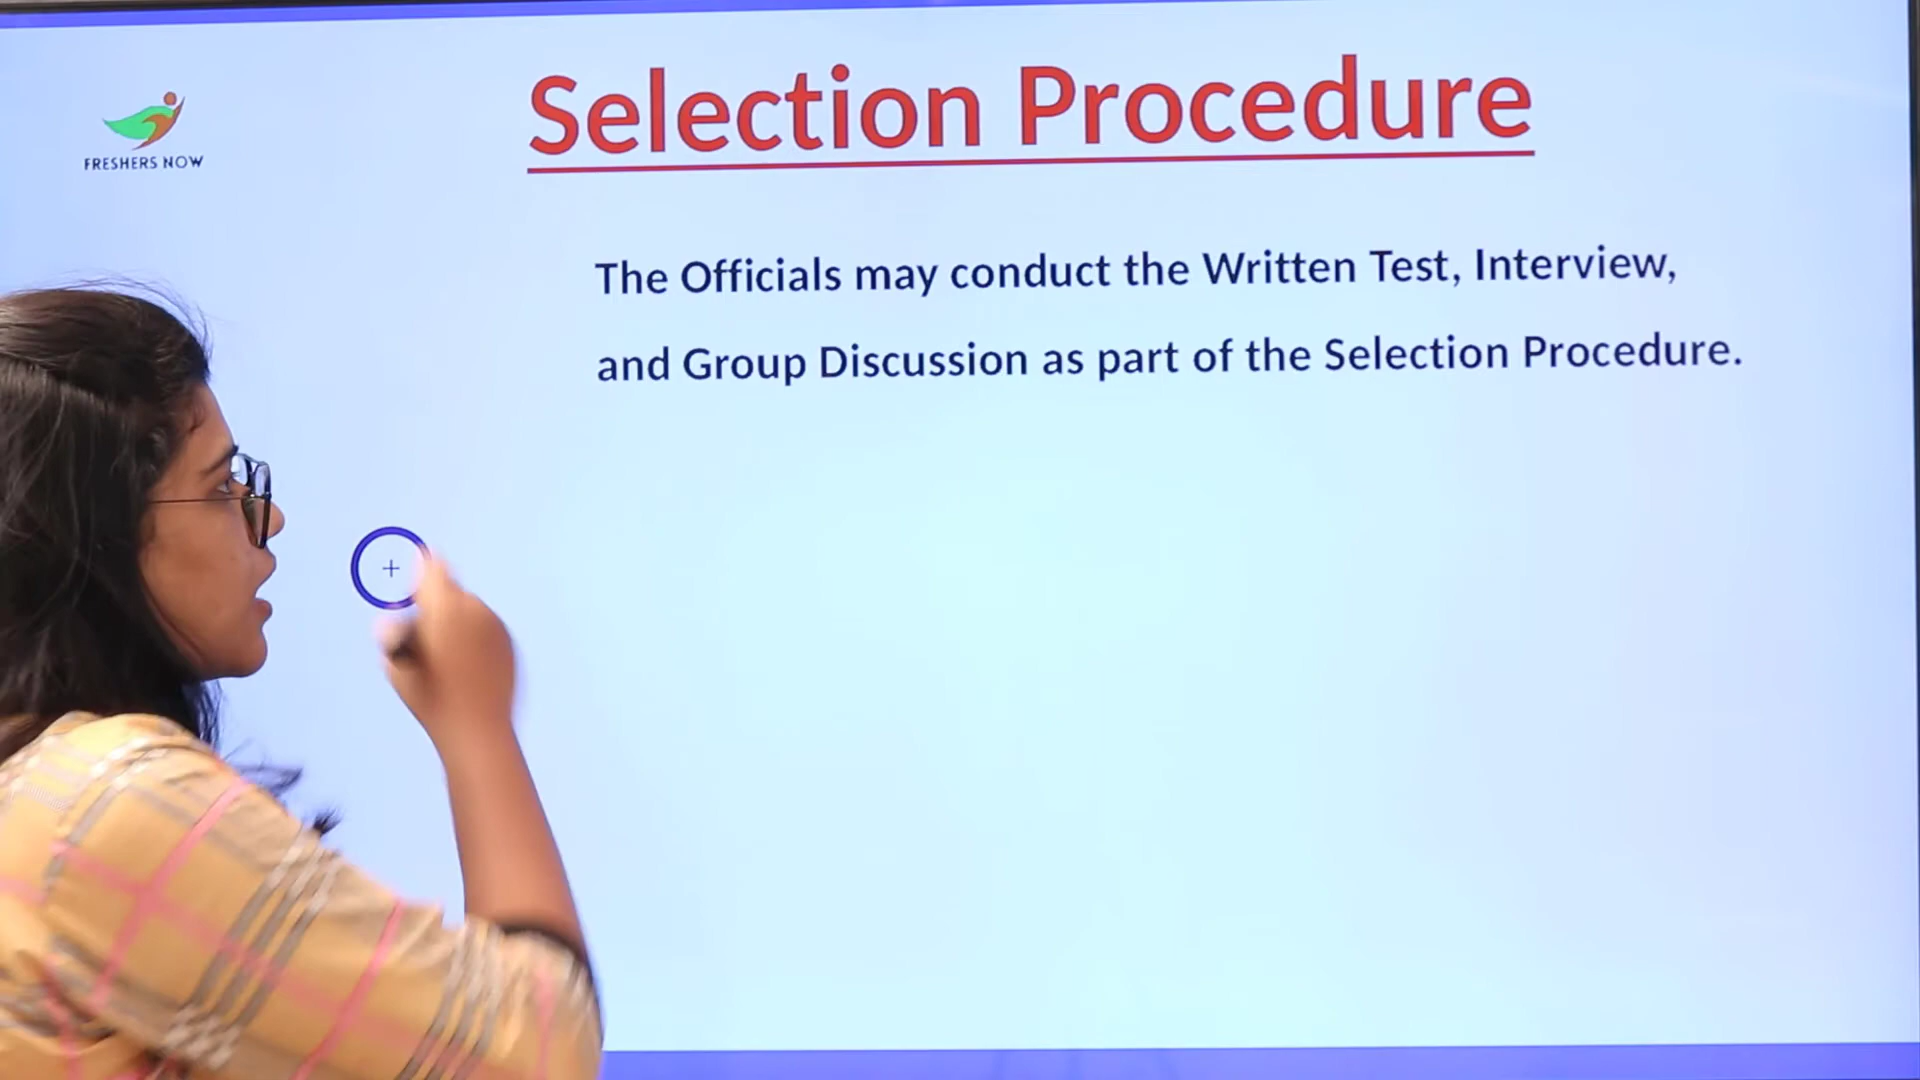 Selection Procedure
FRESHERS NOW
The Officials may conduct the Written Test, Interview,
and Group Discussion as part of the Selection Procedure.